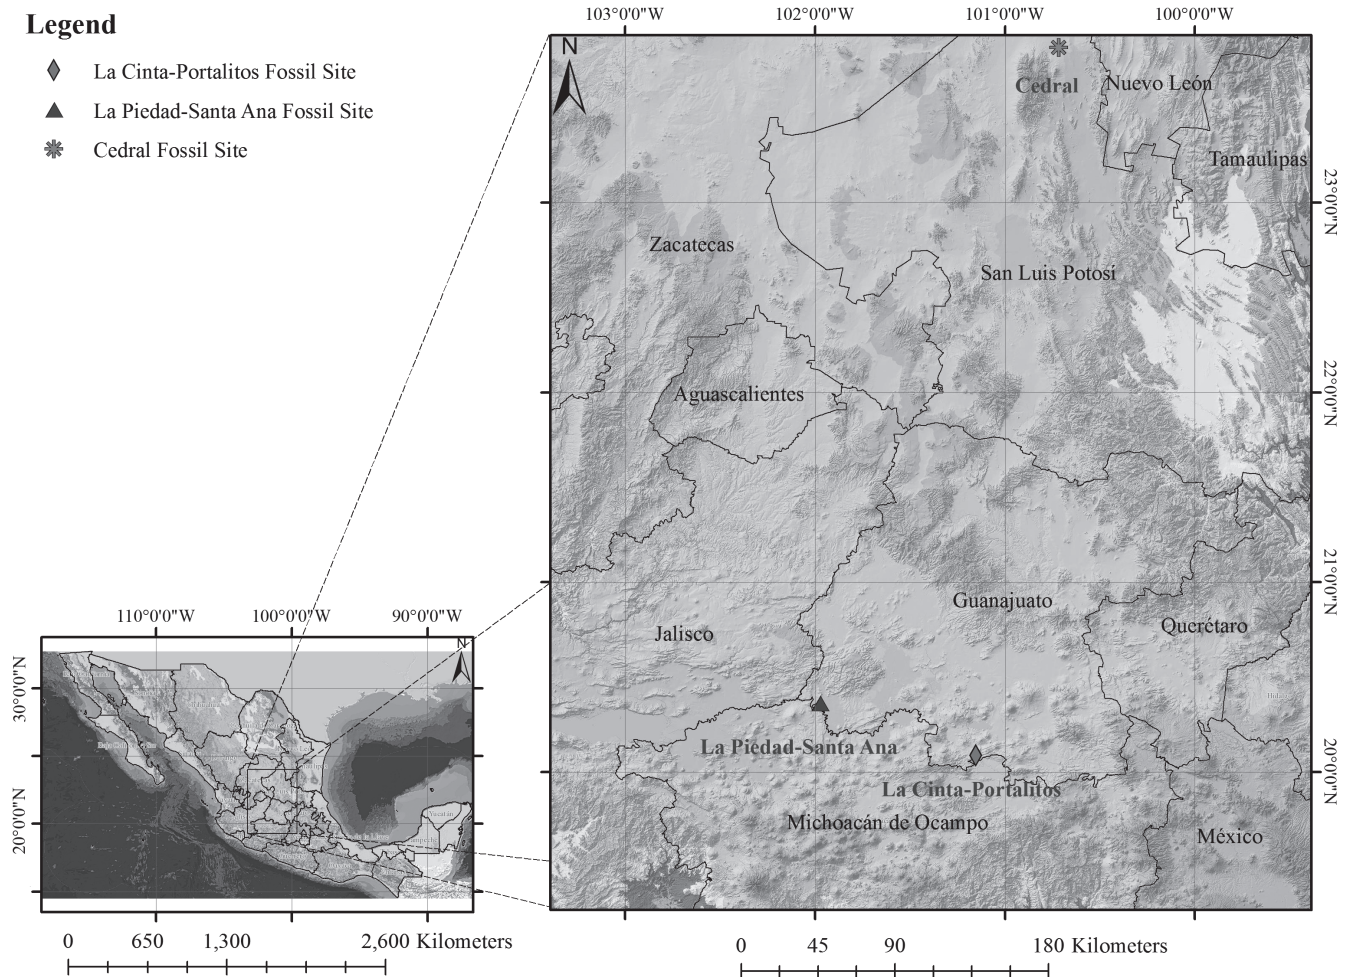 Legend
La Cinta-Portalitos Fossil Site
La Piedad-Santa Ana Fossil Site
Cedral Fossil Site
103°0'0"W 102°0'0"W 101°0'0"W 100°0'0"W
N
Cedral
Nuevo León
Tamaulipas
23°0'0"N
Zacatecas
San Luis Potosí
22°0'0"N
Aguascalientes
21°0'0"N
Guanajuato
Jalisco
Querétaro
La Piedad-Santa Ana
20°0'0"N
La Cinta-Portalitos
Michoacán de Ocampo
México
110°0'0"W 100°0'0"W 90°0'0"W
N
30°0'0"N
20°0'0"N
Yucatán
0 650 1,300 2,600 Kilometers
0 45 90 180 Kilometers